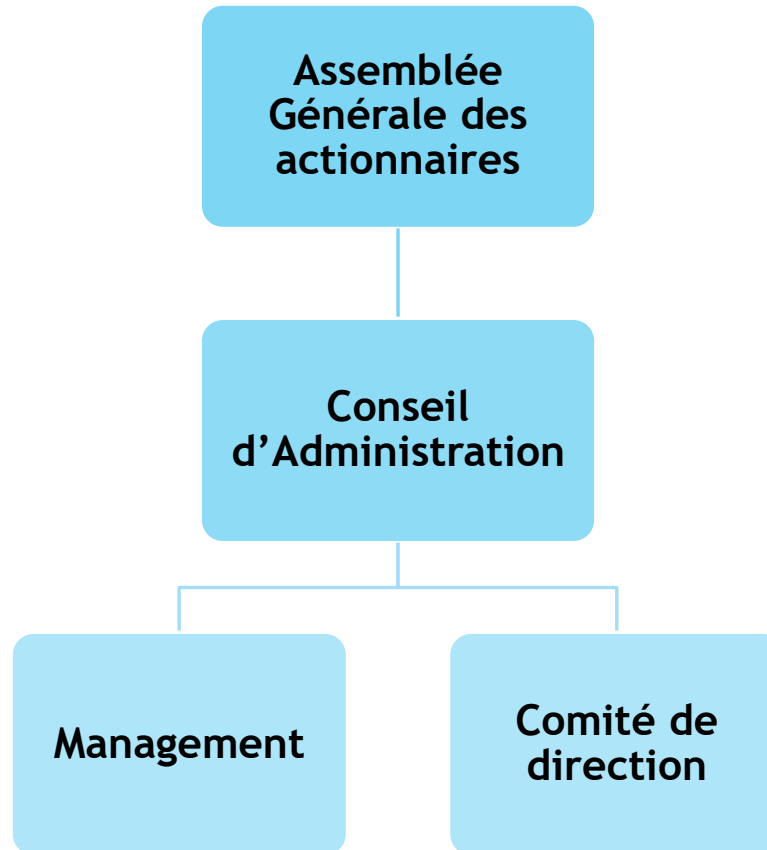 Assemblée
Générale des
actionnaires
Conseil
d’Administration
Management
Comité de
direction